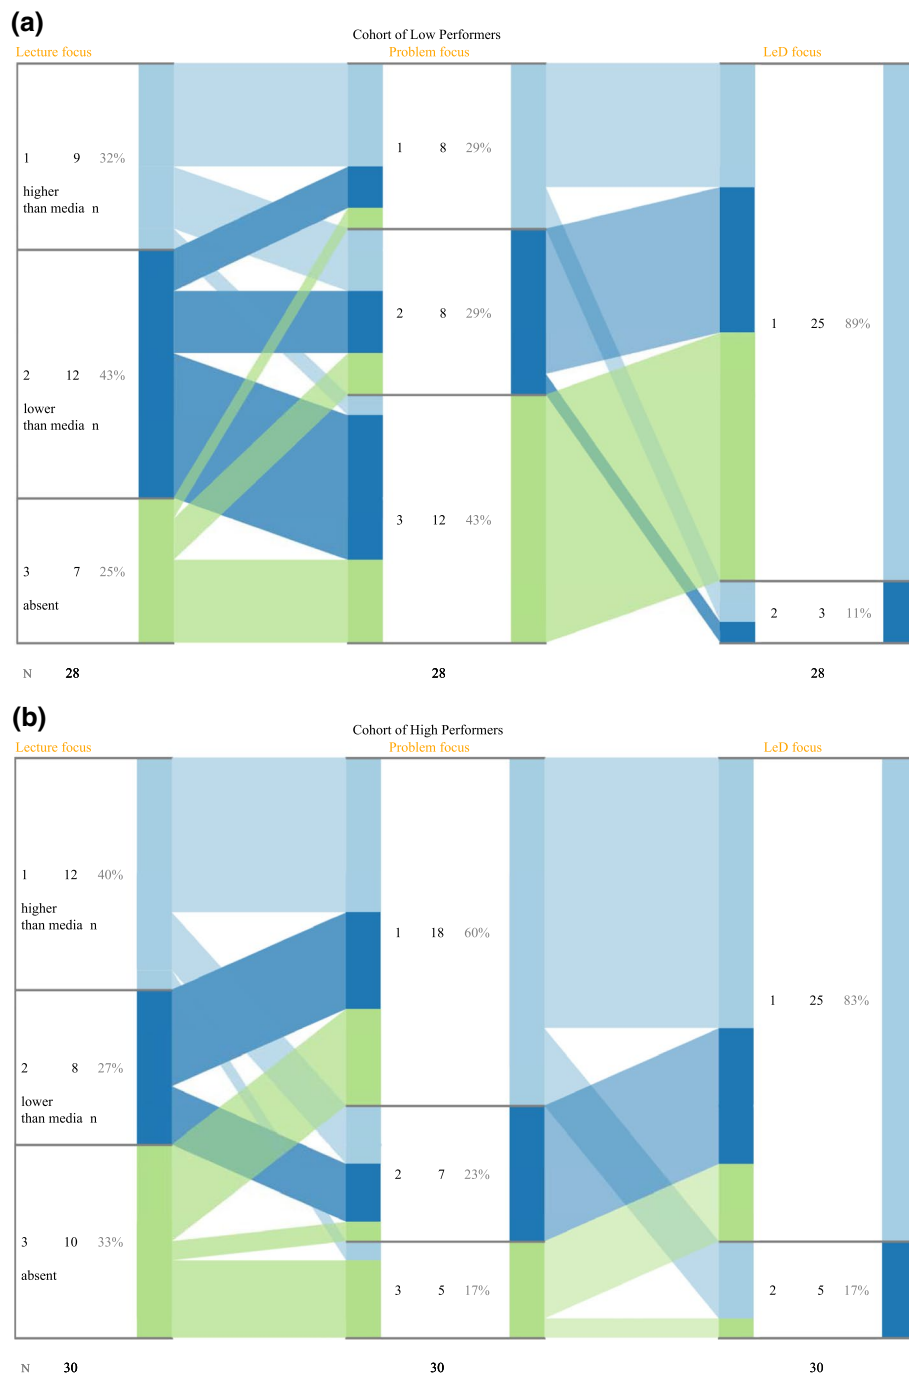 (a)
Cohort of Low Performers
Lecture focus Problem focus LeD focus
1 8 29%
1 9 32%
higher
than media n
2 8 29%
1 25 89%
2 12 43%
lower
than media n
3 12 43%
3 7 25%
absent
2 3 11%
N 28 28 28
(b)
Cohort of High Performers
Lecture focus Problem focus LeD focus
1 12 40%
higher
than media n
1 18 60%
1 25 83%
2 8 27%
lower
than media n
2 7 23%
3 10 33%
absent
3 5 17%
2 5 17%
N 30 30 30